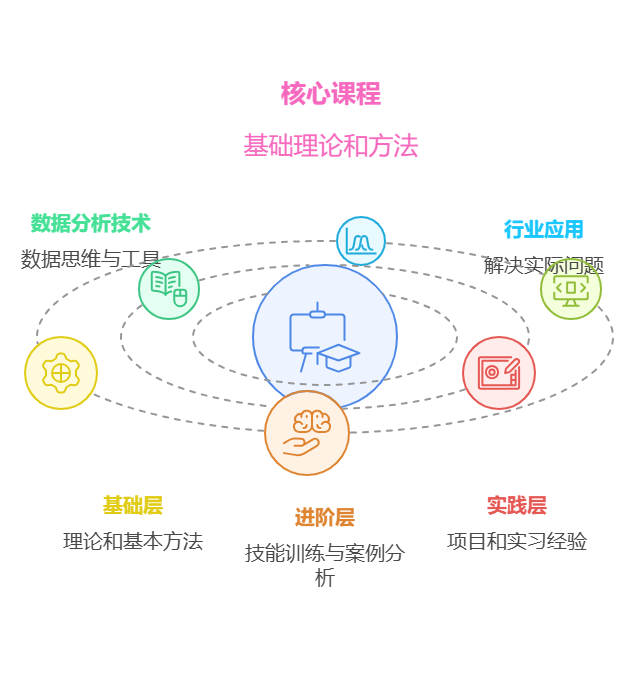 核心课程
基础理论和方法
数据分析技术
数据思维与工具
行业应用
解决实际问题
基础层
理论和基本方法
进阶层
技能训练与案例分
析
实践层
项目和实习经验